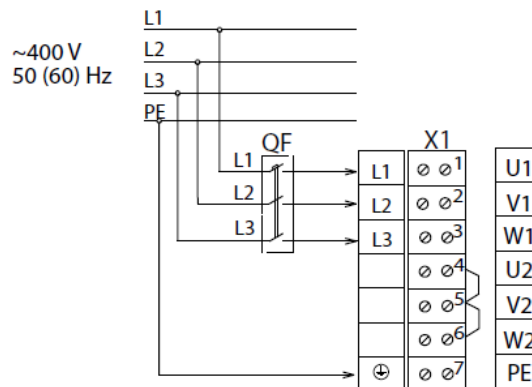 L1
~400 V
L2
50 (60) Hz
L3
PE
QF
X1
L1
L1
1
U1
L2
L2
2
V1
L3
L3
3
W1
4
U2
5
V2
6
W2
7
PE